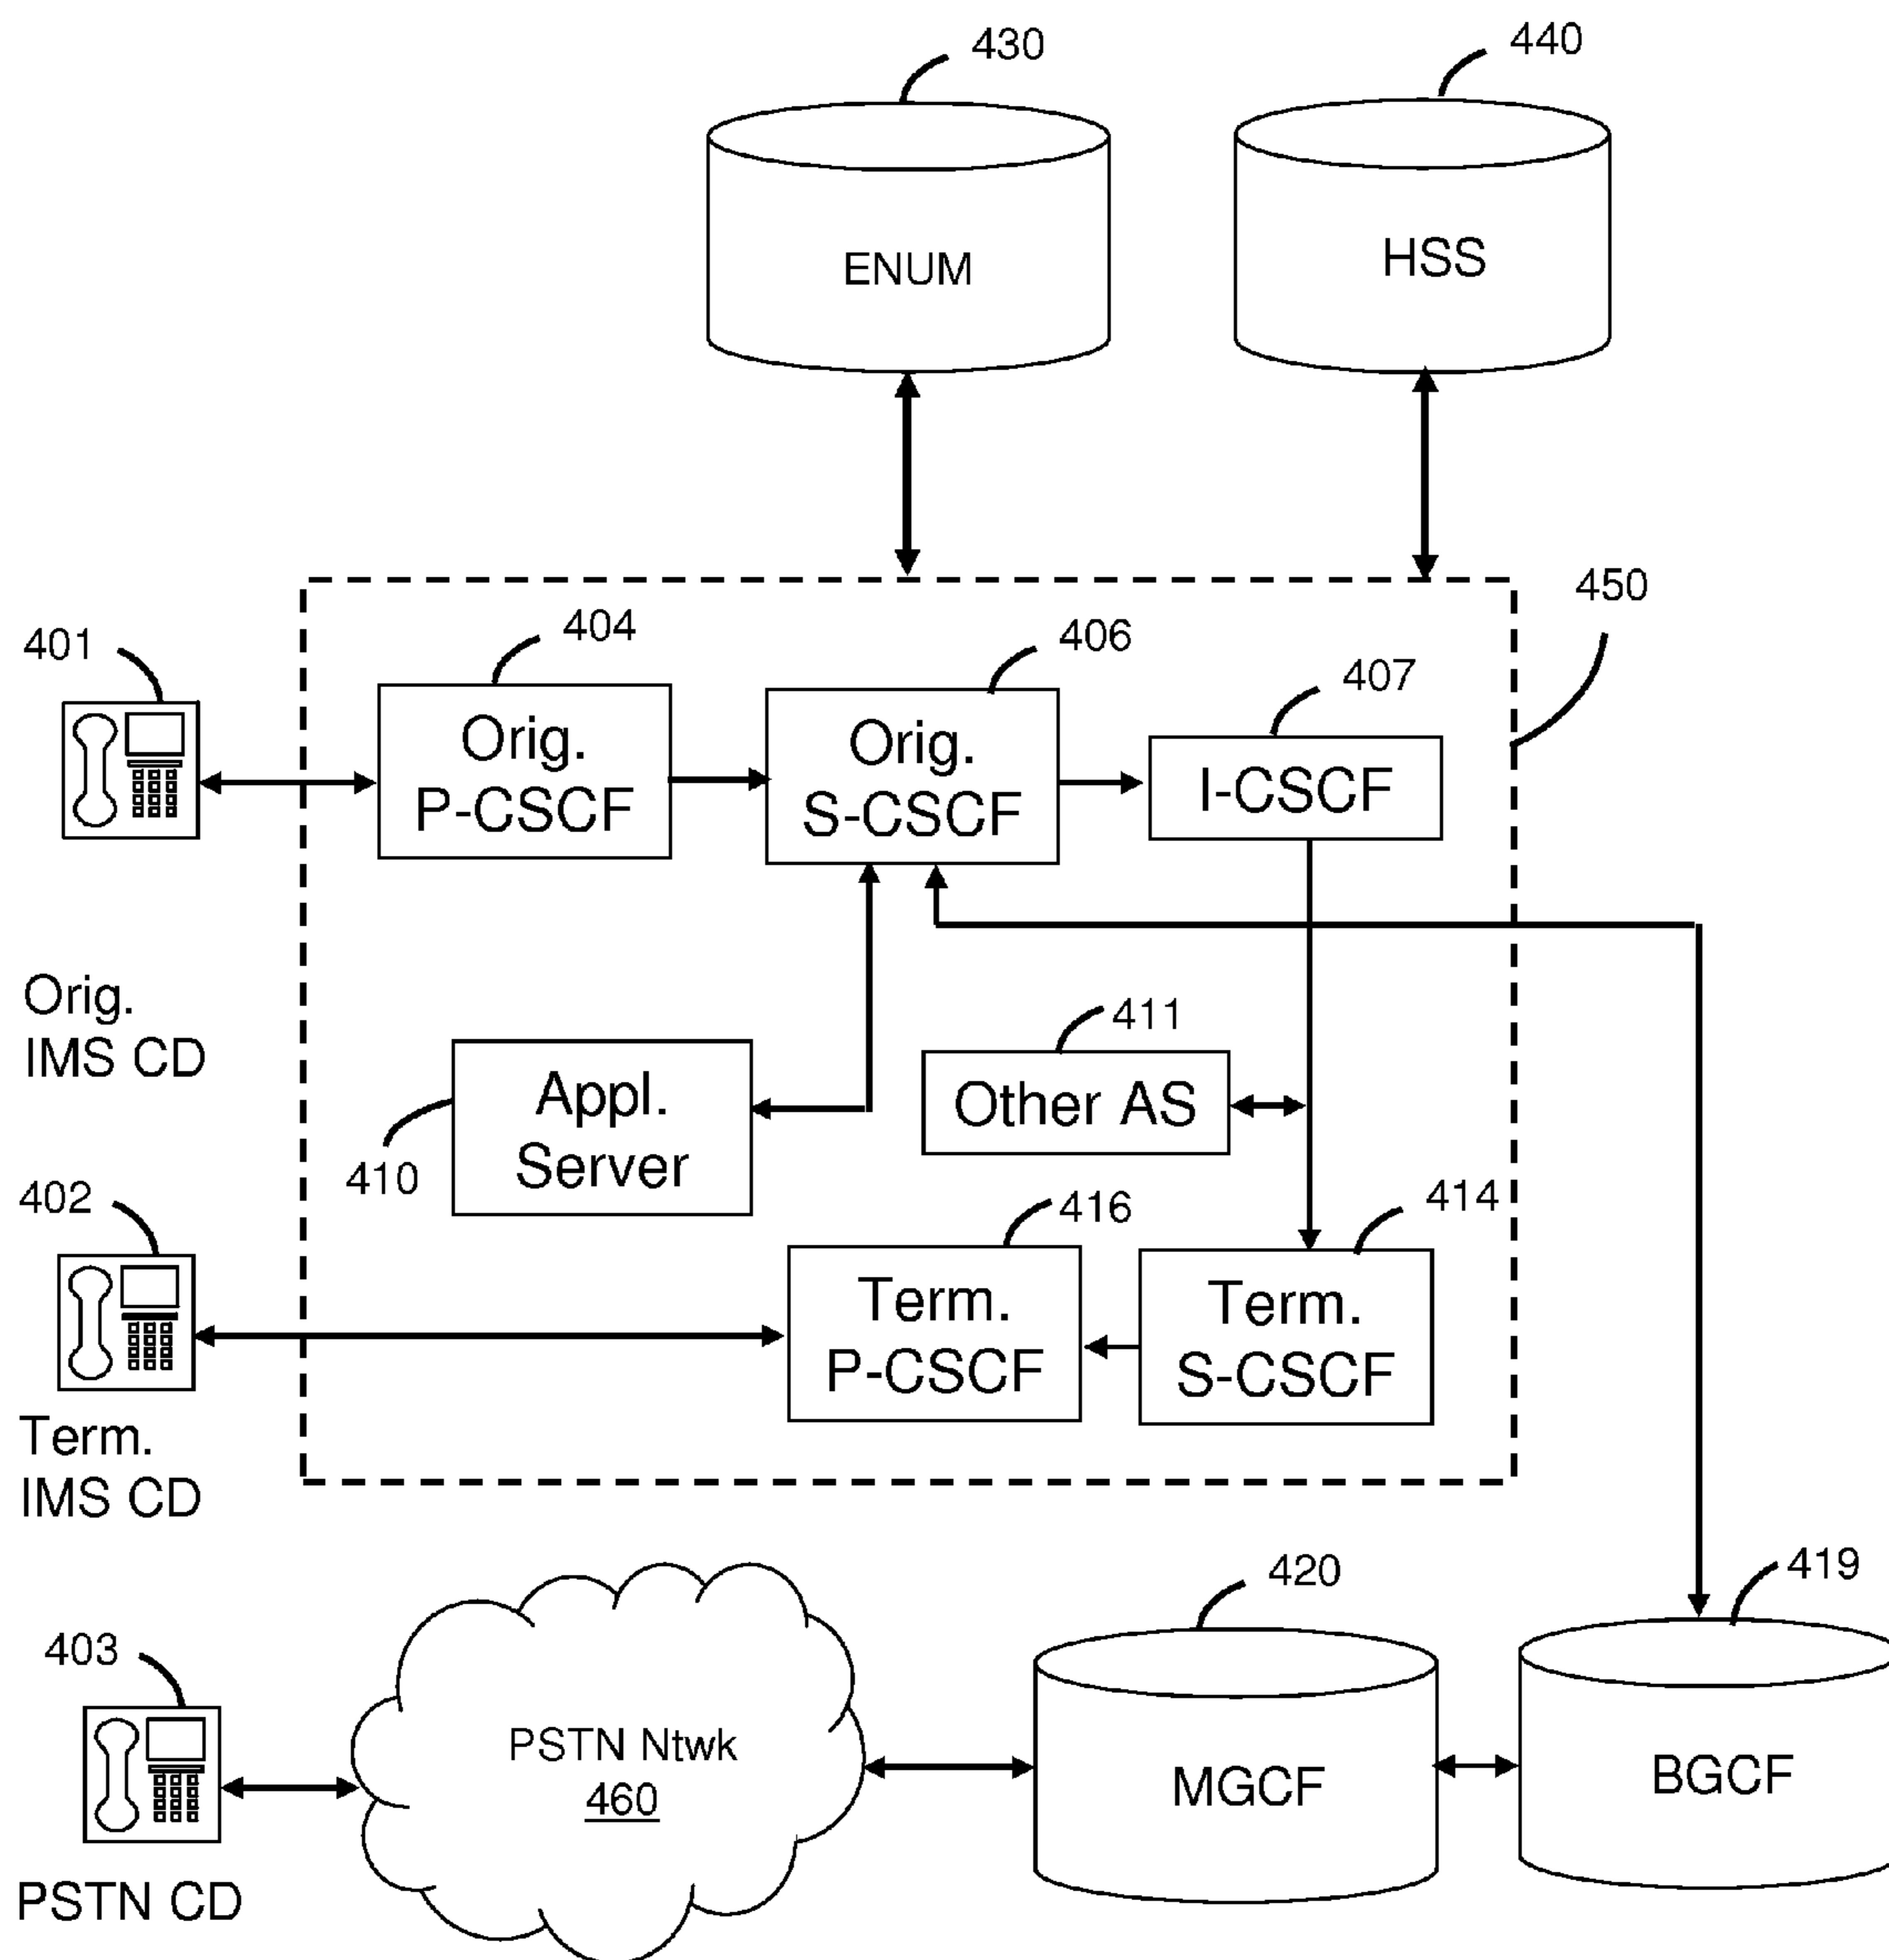 430
440
ENUM
HSS
450
401
404
406
407
Orig.
P-CSCF
Orig.
S-CSCF
I-CSCF
Orig.
IMS CD
411
Other AS
Appl.
Server
410
402
416
414
Term.
P-CSCF
Term.
S-CSCF
Term.
IMS CD
420
419
403
PSTN Ntwk
460
MGCF
BGCF
PSTN CD